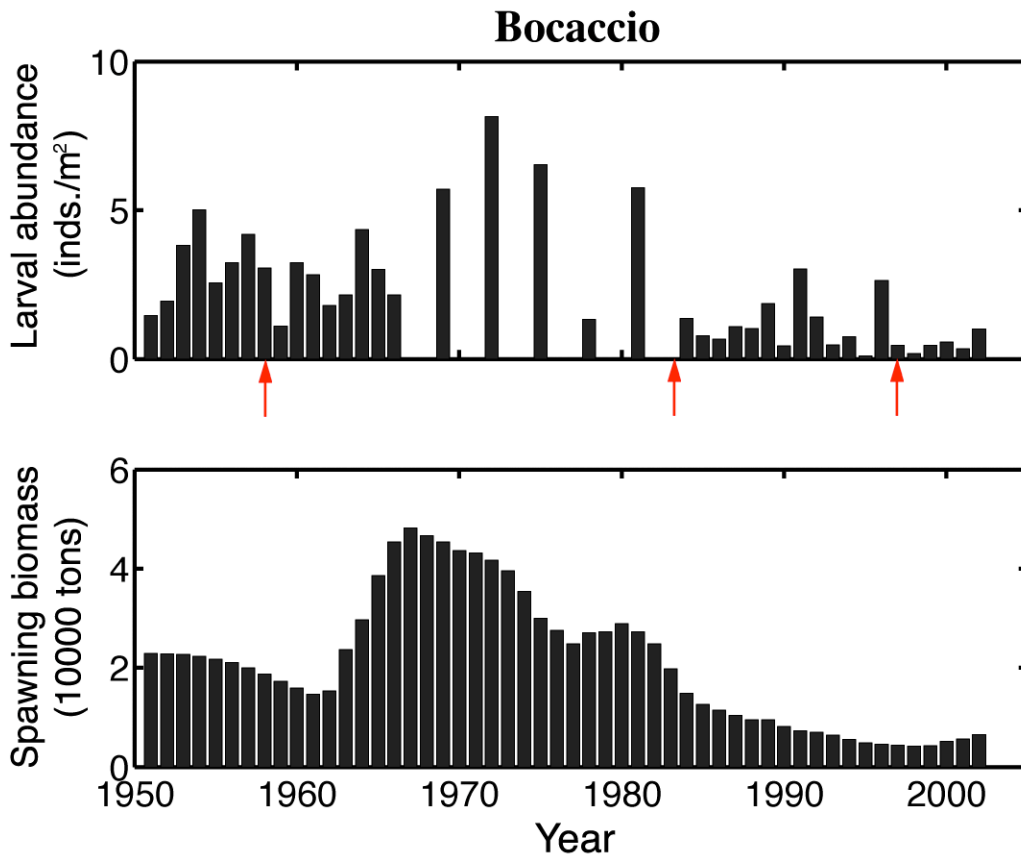 Bocaccio
Larval abundance
(inds./m²)
10
5
0
Spawning biomass
(10000 tons)
6
4
2
0
1950 1960 1970 1980 1990 2000
Year